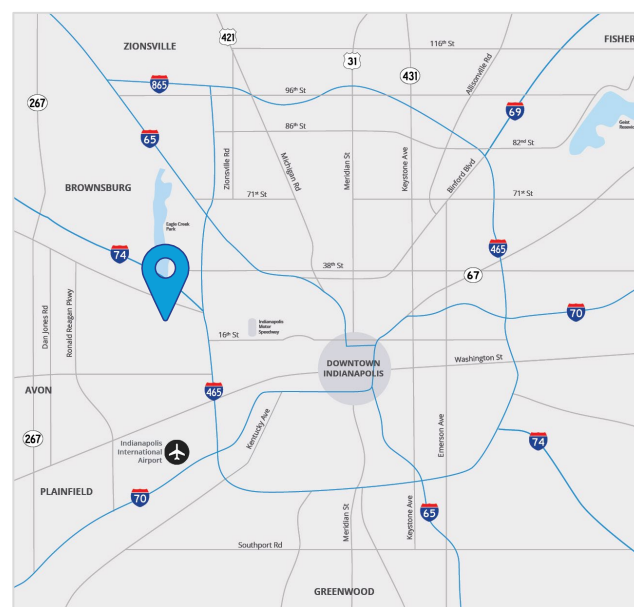 ZIONSVILLE
421
31
116th St
FISHER
431
Allisonville Rd
865
267
96th St
69
Geist
65
86th St
82nd St
Zionsville Rd
Michigan Rd
Meridian St
Keystone Ave
Binford Blvd
BROWNSBURG
71st St
71st St
Eagle Creek
Park
74
465
38th St
67
Dan Jones Rd
Ronald Reagan Pkwy
Indianapolis
Motor
Speedway
70
16th St
DOWNTOWN
INDIANAPOLIS
Washington St
AVON
465
Kentucky Ave
Emerson Ave
267
Indianapolis
International
Airport
74
PLAINFIELD
70
Meridian St
Keystone Ave
65
Southport Rd
GREENWOOD